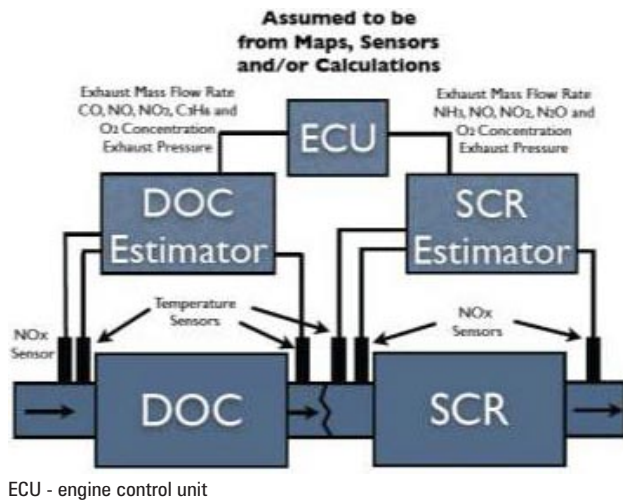 Assumed to be
from Maps, Sensors
and/or Calculations
Exhaust Mass Flow Rate
CO, NO, NO2, C3H6 and
O2 Concentration
Exhaust Pressure
ECU
Exhaust Mass Flow Rate
NH3, NO, NO2, N2O and
O2 Concentration
Exhaust Pressure
DOC
Estimator
SCR
Estimator
NOx
Sensor
Temperature
Sensors
NOx
Sensors
DOC
SCR
ECU - engine control unit